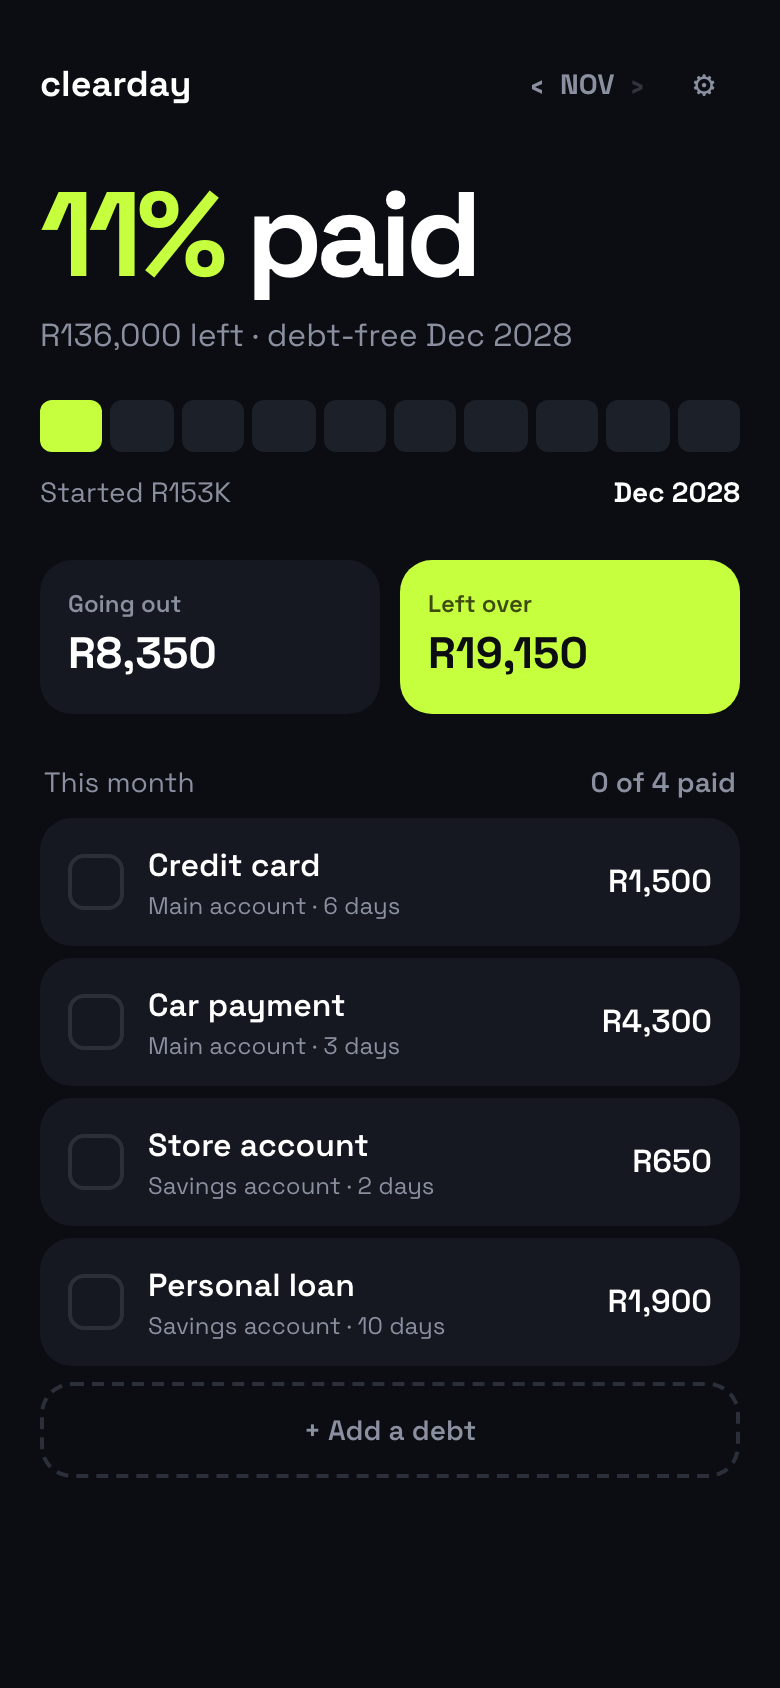 clearday
< NOV > ⚙
11% paid
R136,000 left · debt-free Dec 2028
Started R153K Dec 2028
Going out Left over
R8,350 R19,150
This month 0 of 4 paid
Credit card R1,500
Main account · 6 days
Car payment R4,300
Main account · 3 days
Store account R650
Savings account · 2 days
Personal loan R1,900
Savings account · 10 days
+ Add a debt